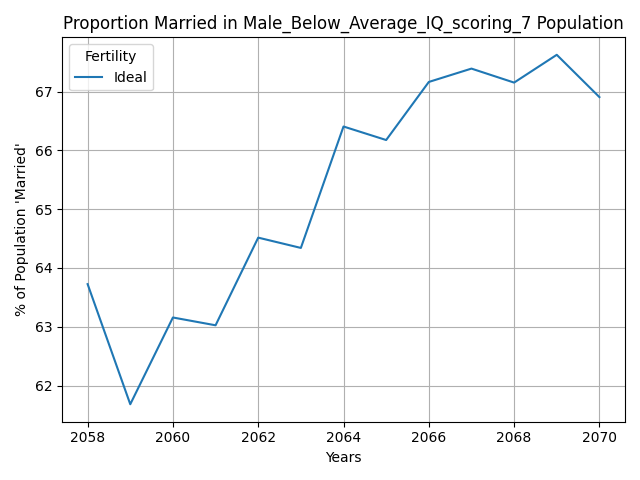 Proportion Married in Male_Below_Average_IQ_scoring_7 Population
Fertility
Ideal
% of Population 'Married'
67
66
65
64
63
62
2058 2060 2062 2064 2066 2068 2070
Years